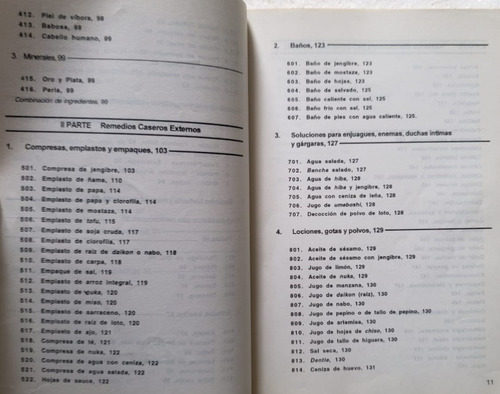 412. Piel de víbora, 98
413. Babosa, 98
414. Cabello humano, 99
3. Minerales, 99
415. Oro y Plata, 99
416. Perla, 99
Combinación de ingredientes, 99
II PARTE Remedios Caseros Externos
1. Compresas, emplastos y empaques, 103
501. Compresa de jengibre, 103
502. Emplasto de ñame, 110
503. Emplasto de papa, 114
504. Emplasto de papa y clorofila, 114
505. Emplasto de mostaza, 114
506. Emplasto de tofu, 115
507. Emplasto de soja cruda, 117
508. Emplasto de clorofila, 117
509. Emplasto de raíz de daikon o nabo, 118
510. Emplasto de carpa, 118
511. Empaque de sal, 119
512. Emplasto de arroz integral, 119
513. Emplasto de nuka, 120
514. Emplasto de miso, 120
515. Emplasto de sarraceno, 120
516. Emplasto de raíz de loto, 120
517. Emplasto de ajo, 121
518. Compresa de té, 121
519. Compresa de nuka, 122
520. Compresa de agua con ceniza, 122
521. Compresa de agua salada, 122
522. Hojas de sauce, 122
2. Baños, 123
601. Baño de jengibre, 123
602. Baño de mostaza, 123
603. Baño de hojas, 123
604. Baño de salvado, 125
605. Baño caliente con sal, 125
606. Baño frío con sal, 125
607. Baño de pies con agua caliente, 125.
3. Soluciones para enjuagues, enemas, duchas íntimas
y gárgaras, 127
701. Agua salada, 127
702. Bancha salado, 127
703. Agua de hiba, 128
704. Agua de hiba y jengibre, 128
705. Agua con ceniza de leña, 128
706. Jugo de umeboshi, 128
707. Decocción de polvo de loto, 128
4. Lociones, gotas y polvos, 129
801. Aceite de sésamo, 129
802. Aceite de sésamo con jengibre, 129
803. Jugo de limón, 129
804. Aceite de nuka, 129
805. Jugo de manzana, 130
806. Jugo de daikon (raíz), 130
807. Jugo de nabo, 130
808. Jugo de pepino o de tallo de pepino, 130
809. Jugo de artemisa, 130
810. Jugo de hojas de chiso, 130
811. Jugo de tallo de higuera, 130
812. Sal seca, 130
813. Dentie, 130
814. Ceniza de huevo, 131
11